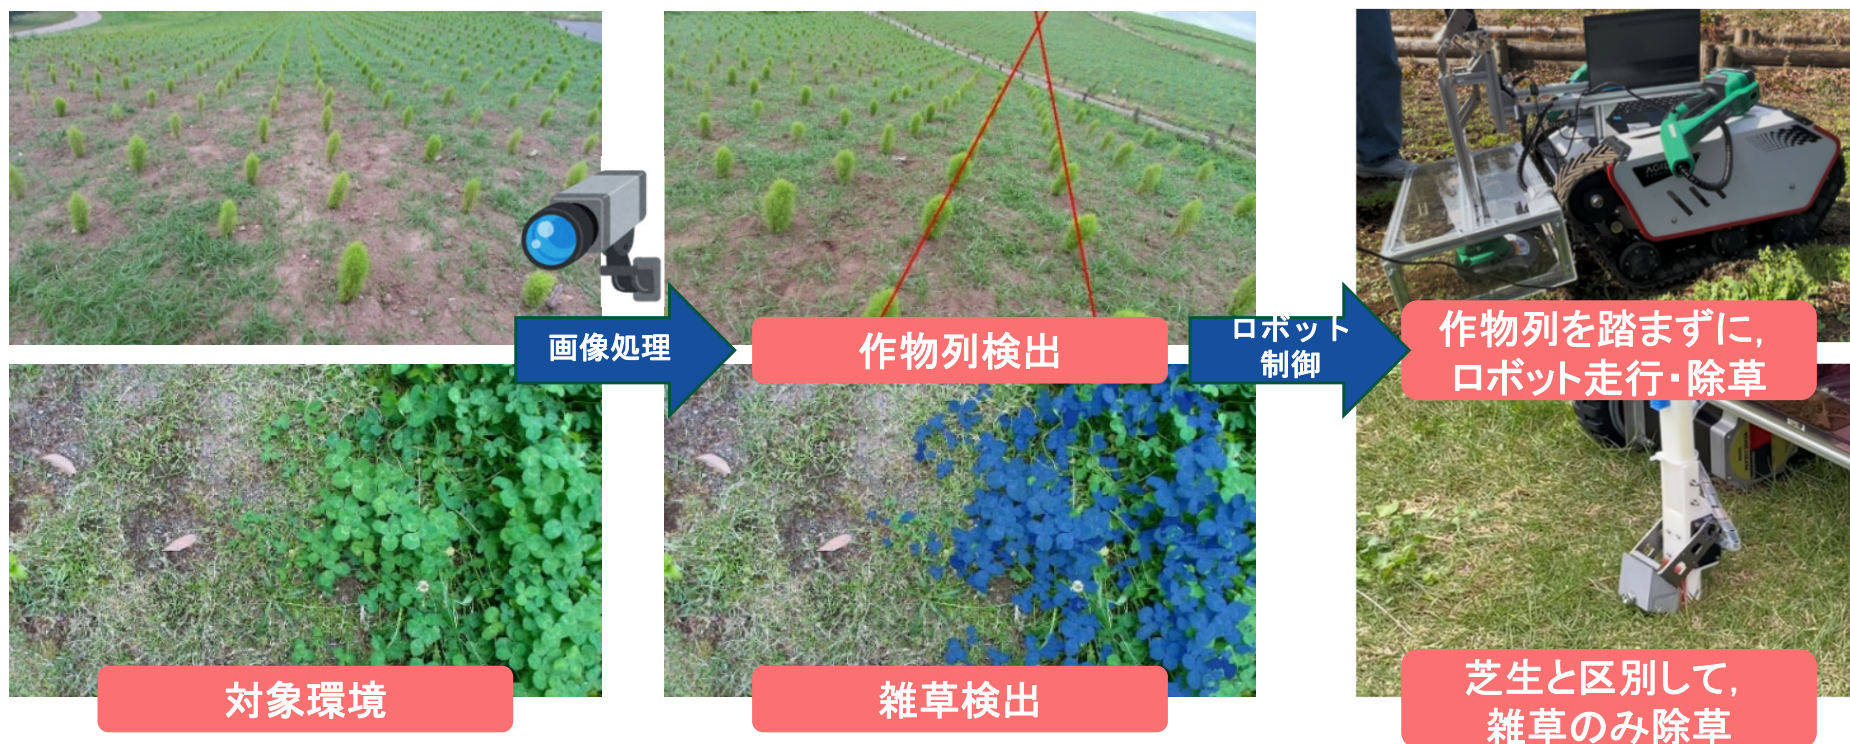 画像処理
作物列検出
ロボット
制御
作物列を踏まずに,
ロボット走行・除草
対象環境
雑草検出
芝生と区別して,
雑草のみ除草